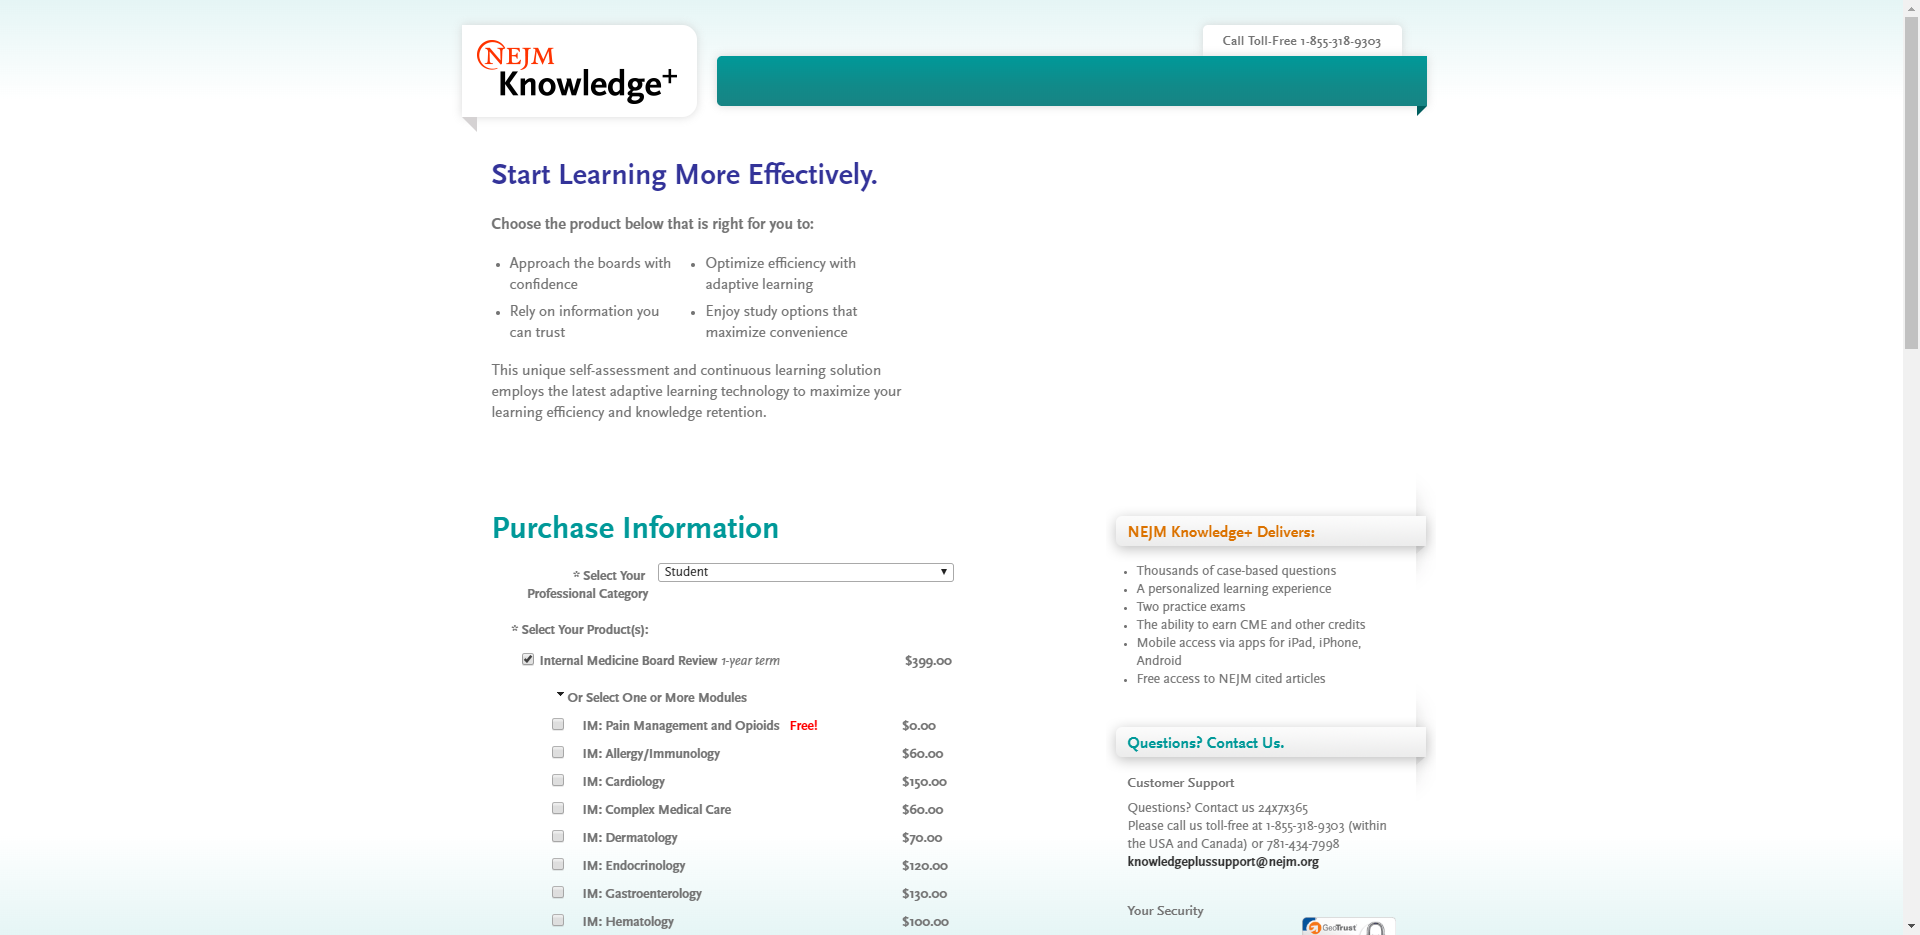 Call Toll-Free 1-855-318-9303
NEJM
Knowledge+
Start Learning More Effectively.
Choose the product below that is right for you to:
• Approach the boards with
confidence
• Rely on information you
can trust
• Optimize efficiency with
adaptive learning
• Enjoy study options that
maximize convenience
This unique self-assessment and continuous learning solution
employs the latest adaptive learning technology to maximize your
learning efficiency and knowledge retention.
Purchase Information
* Select Your
Professional Category
Student
* Select Your Product(s):
Internal Medicine Board Review 1-year term $399.00
Or Select One or More Modules
IM: Pain Management and Opioids Free! $0.00
IM: Allergy/Immunology $60.00
IM: Cardiology $150.00
IM: Complex Medical Care $60.00
IM: Dermatology $70.00
IM: Endocrinology $120.00
IM: Gastroenterology $130.00
IM: Hematology $100.00
NEJM Knowledge+ Delivers:
• Thousands of case-based questions
• A personalized learning experience
• Two practice exams
• The ability to earn CME and other credits
• Mobile access via apps for iPad, iPhone,
Android
• Free access to NEJM cited articles
Questions? Contact Us.
Customer Support
Questions? Contact us 24x7x365
Please call us toll-free at 1-855-318-9303 (within
the USA and Canada) or 781-434-7998
knowledgeplussupport@nejm.org
Your Security
GeoTrust